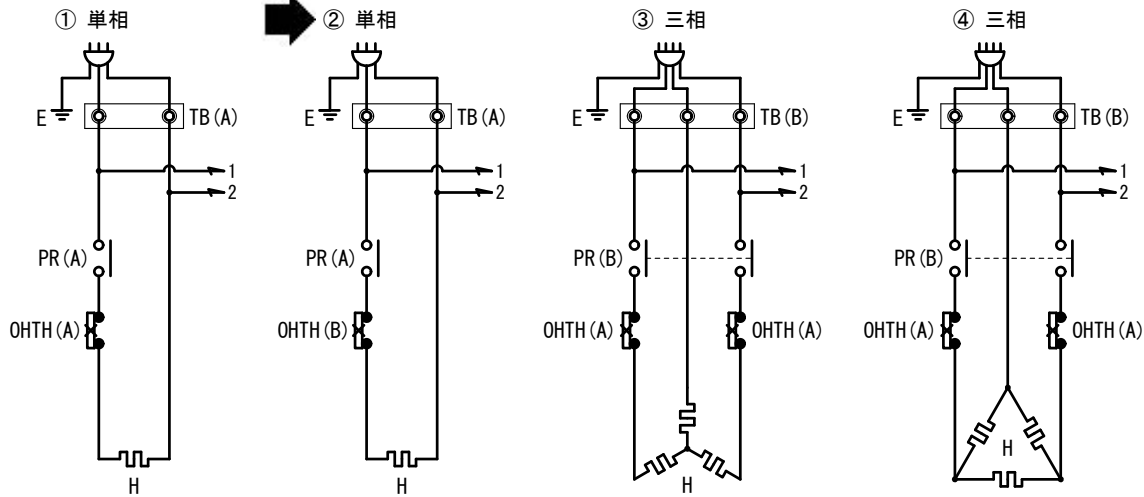 ① 単相
② 単相
③ 三相
④ 三相
E
TB(A)
E
TB(A)
E
TB(B)
E
TB(B)
1
1
1
1
2
2
2
2
PR(A)
PR(A)
PR(B)
PR(B)
OHTH(A)
OHTH(B)
OHTH(A)
OHTH(A)
OHTH(A)
OHTH(A)
H
H
H
H